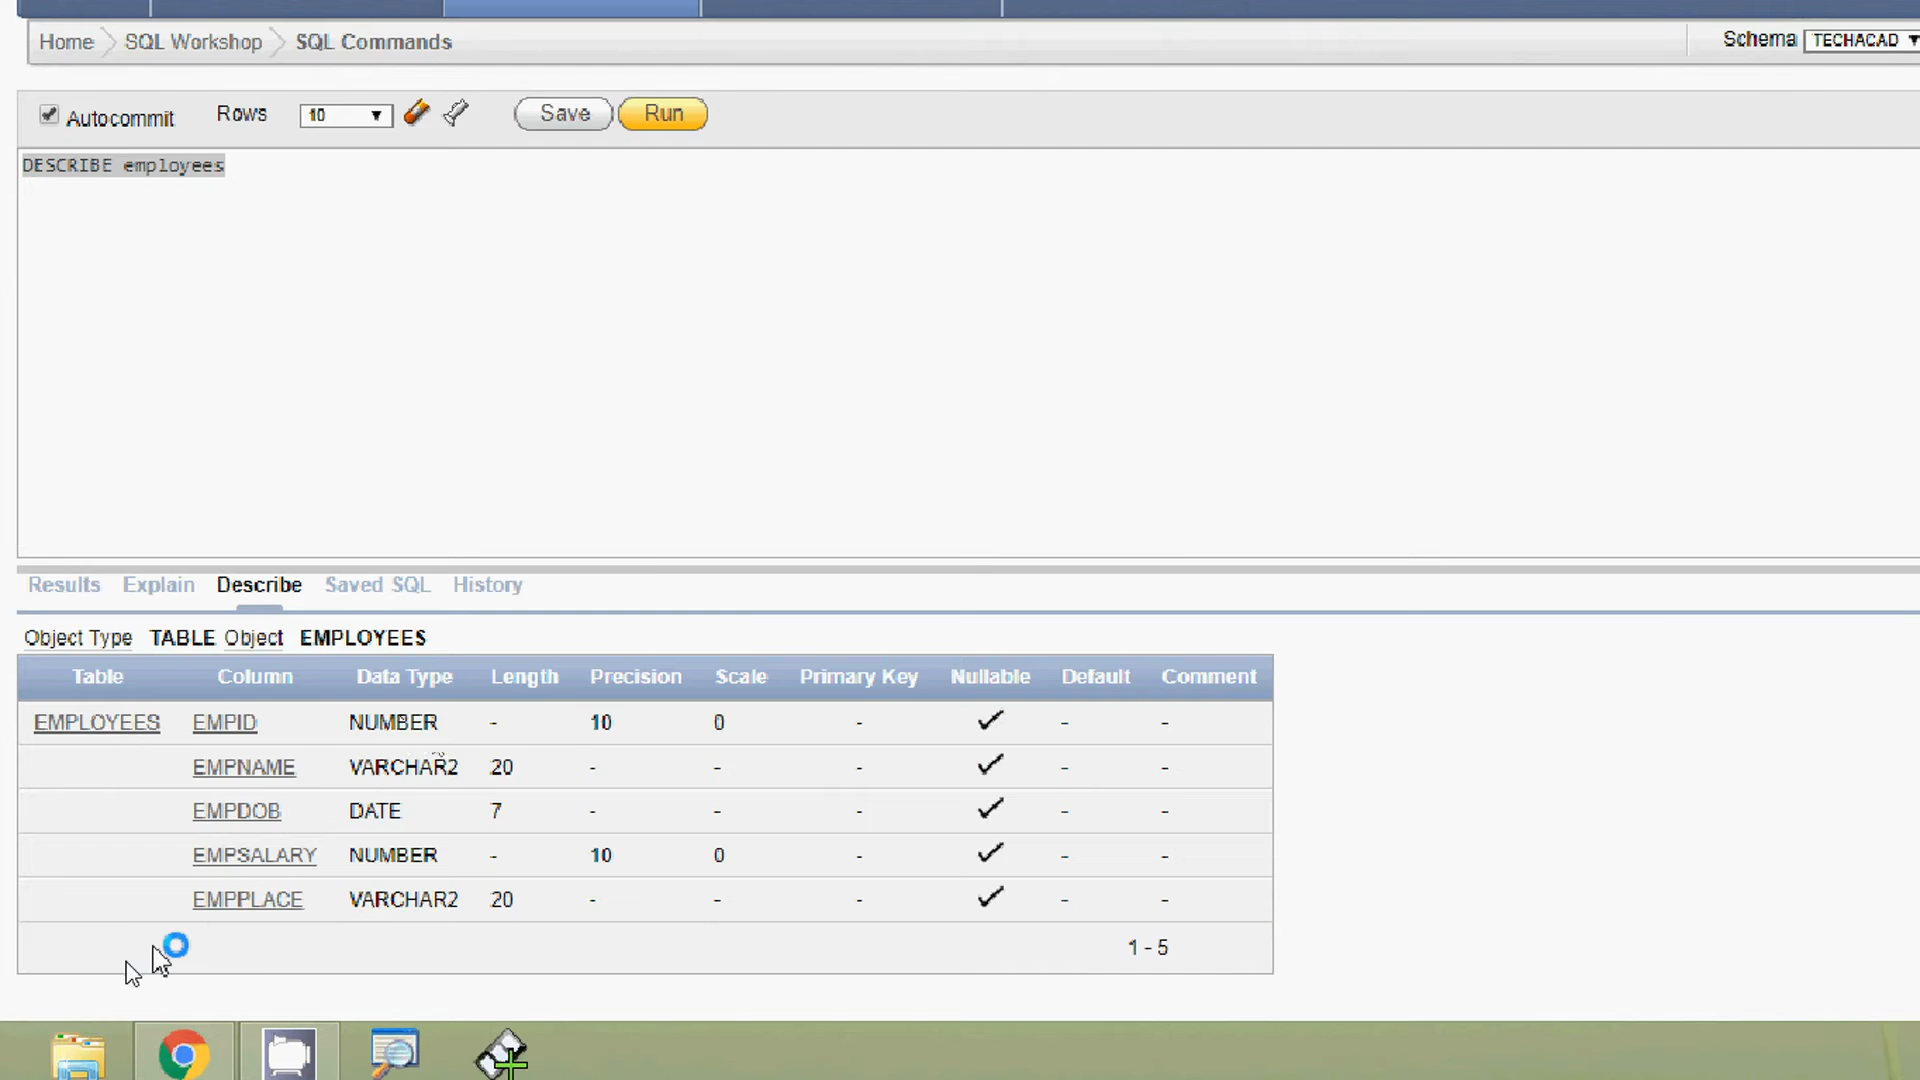 Home SQL Workshop SQL Commands Schema TECHACAD
Autocommit Rows 10 Save Run
DESCRIBE employees
Results Explain Describe Saved SQL History
Object Type TABLE Object EMPLOYEES
Table Column Data Type Length Precision Scale Primary Key Nullable Default Comment
EMPLOYEES EMPID NUMBER - 10 0 - - -
EMPNAME VARCHAR2 20 - - - - -
EMPDOB DATE 7 - - - - -
EMPSALARY NUMBER - 10 0 - - -
EMPPLACE VARCHAR2 20 - - - - -
1 - 5